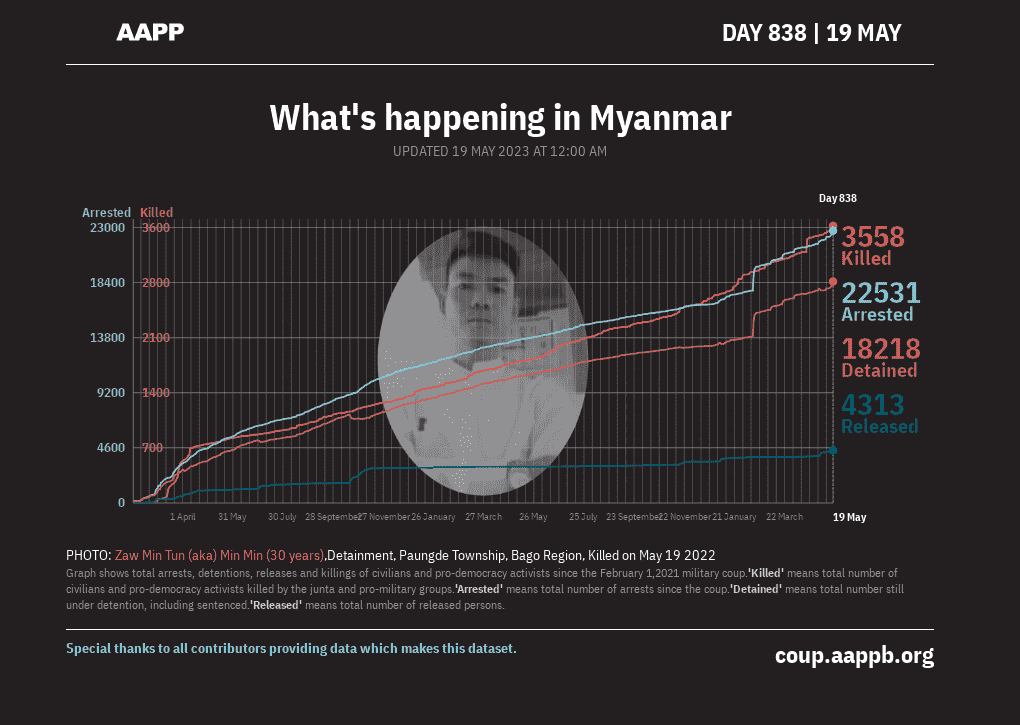 AAPP
DAY 838 | 19 MAY
What's happening in Myanmar
UPDATED 19 MAY 2023 AT 12:00 AM
Day 838
Arrested Killed
23000 3600
18400 2800
13800 2100
9200 1400
4600 700
0
3558
Killed
22531
Arrested
18218
Detained
4313
Released
1 April 31 May 30 July 28 September 27 November 26 January 27 March 26 May 25 July 23 September 22 November 21 January 22 March 19 May
PHOTO: Zaw Min Tun (aka) Min Min (30 years),Detainment, Paungde Township, Bago Region, Killed on May 19 2022
Graph shows total arrests, detentions, releases and killings of civilians and pro-democracy activists since the February 1,2021 military coup.'Killed' means total number of
civilians and pro-democracy activists killed by the junta and pro-military groups.'Arrested' means total number of arrests since the coup.'Detained' means total number still
under detention, including sentenced.'Released' means total number of released persons.
Special thanks to all contributors providing data which makes this dataset.
coup.aappb.org